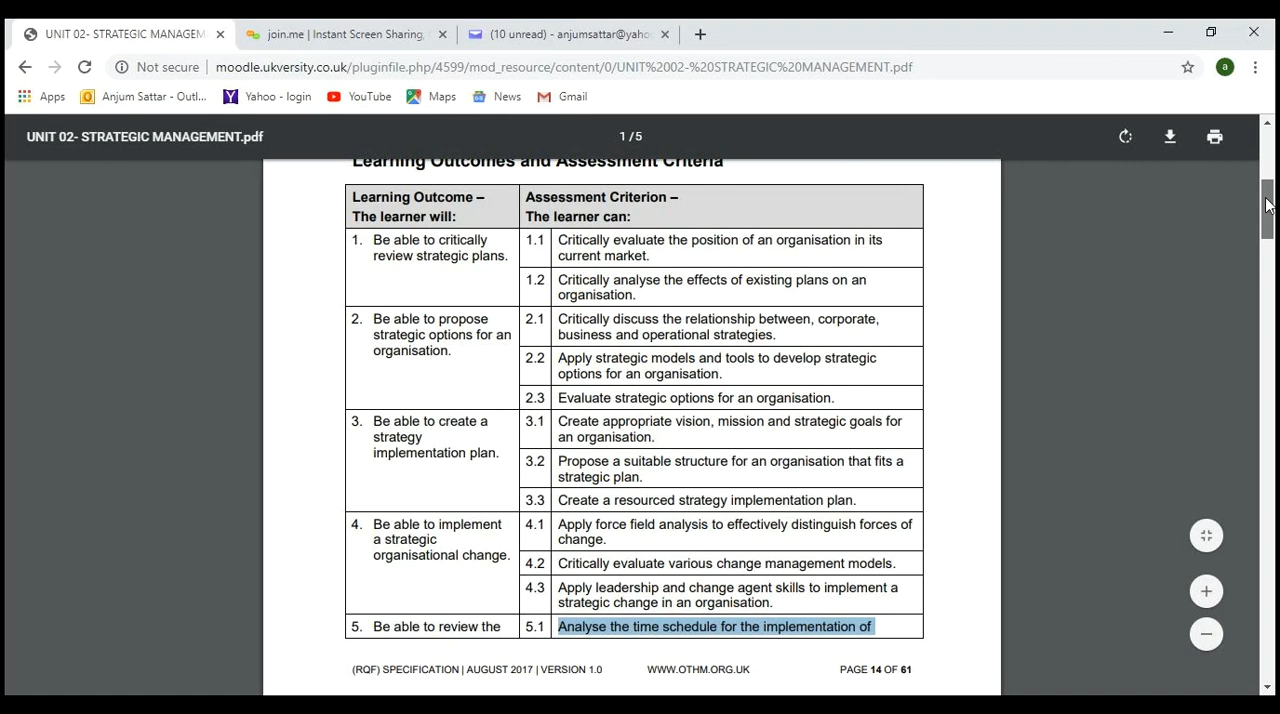 UNIT 02- STRATEGIC MANAGEM
join.me | Instant Screen Sharing,
(10 unread) - anjumsattar@yaho
Not secure | moodle.ukversity.co.uk/pluginfile.php/4599/mod_resource/content/0/UNIT%2002-%20STRATEGIC%20MANAGEMENT.pdf
a
Apps
Anjum Sattar - Outl...
Yahoo - login
YouTube
Maps
News
Gmail
UNIT 02- STRATEGIC MANAGEMENT.pdf
1 / 5
Learning Outcomes and Assessment Criteria
Learning Outcome –
The learner will:
Assessment Criterion –
The learner can:
1. Be able to critically
review strategic plans.
1.1 Critically evaluate the position of an organisation in its
current market.
1.2 Critically analyse the effects of existing plans on an
organisation.
2. Be able to propose
strategic options for an
organisation.
2.1 Critically discuss the relationship between, corporate,
business and operational strategies.
2.2 Apply strategic models and tools to develop strategic
options for an organisation.
2.3 Evaluate strategic options for an organisation.
3. Be able to create a
strategy
implementation plan.
3.1 Create appropriate vision, mission and strategic goals for
an organisation.
3.2 Propose a suitable structure for an organisation that fits a
strategic plan.
3.3 Create a resourced strategy implementation plan.
4. Be able to implement
a strategic
organisational change.
4.1 Apply force field analysis to effectively distinguish forces of
change.
4.2 Critically evaluate various change management models.
4.3 Apply leadership and change agent skills to implement a
strategic change in an organisation.
5. Be able to review the
5.1 Analyse the time schedule for the implementation of
(RQF) SPECIFICATION | AUGUST 2017 | VERSION 1.0
WWW.OTHM.ORG.UK
PAGE 14 OF 61